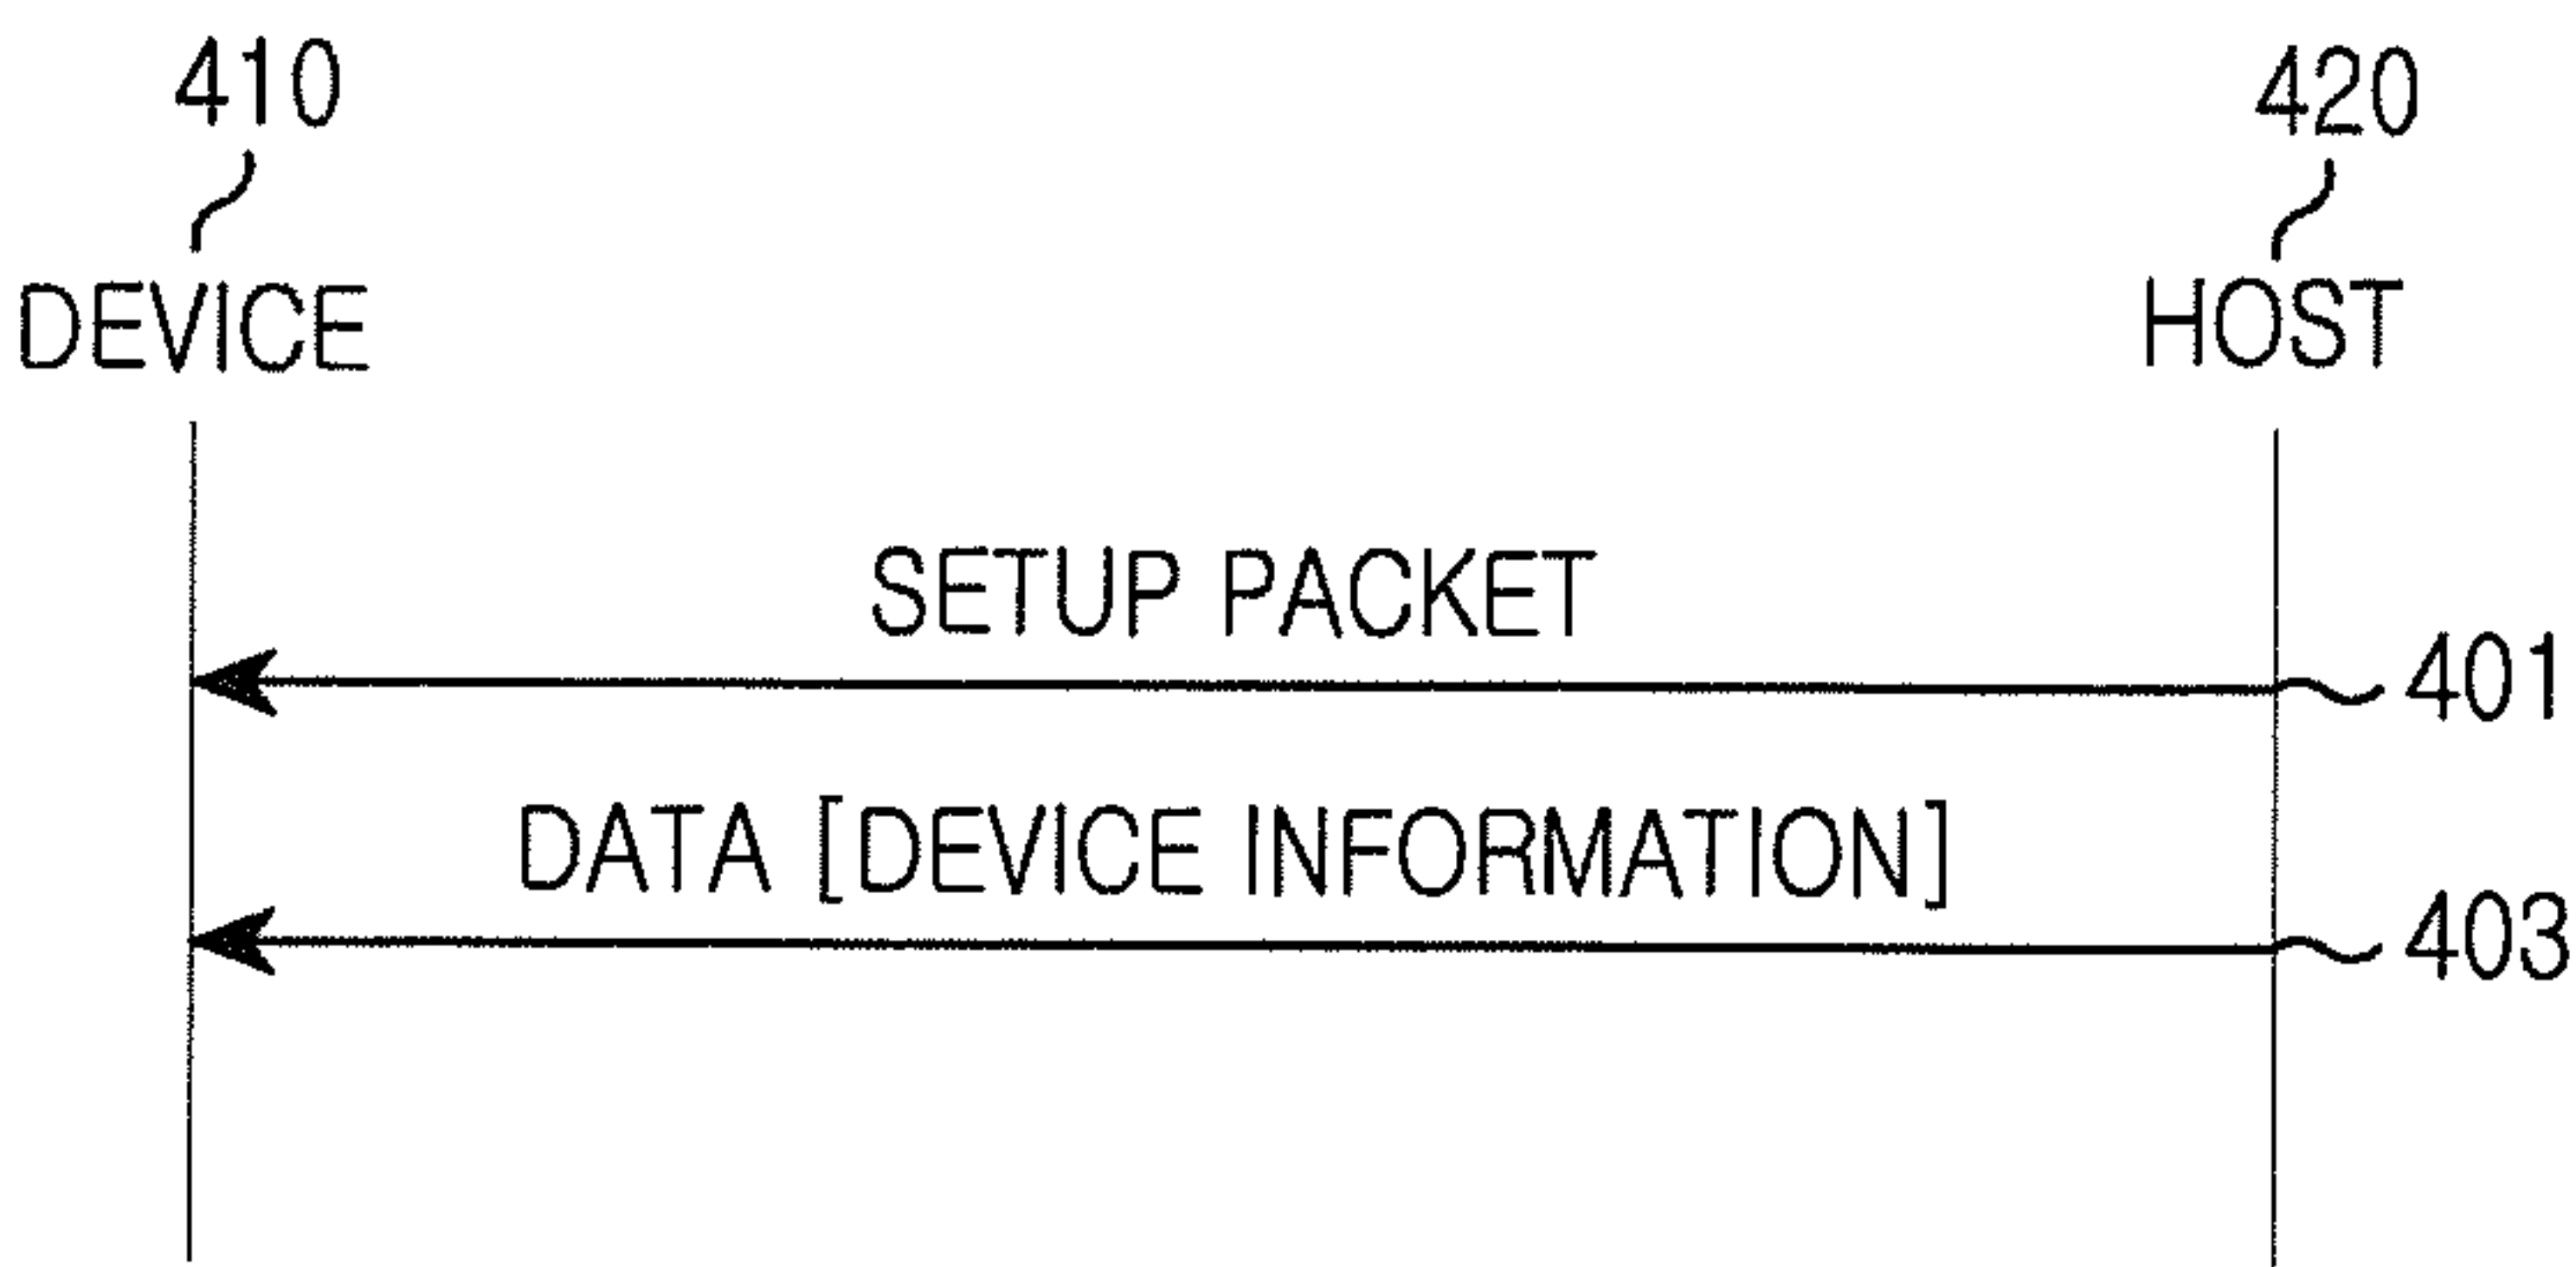 410
420
DEVICE
HOST
SETUP PACKET
401
DATA [DEVICE INFORMATION]
403